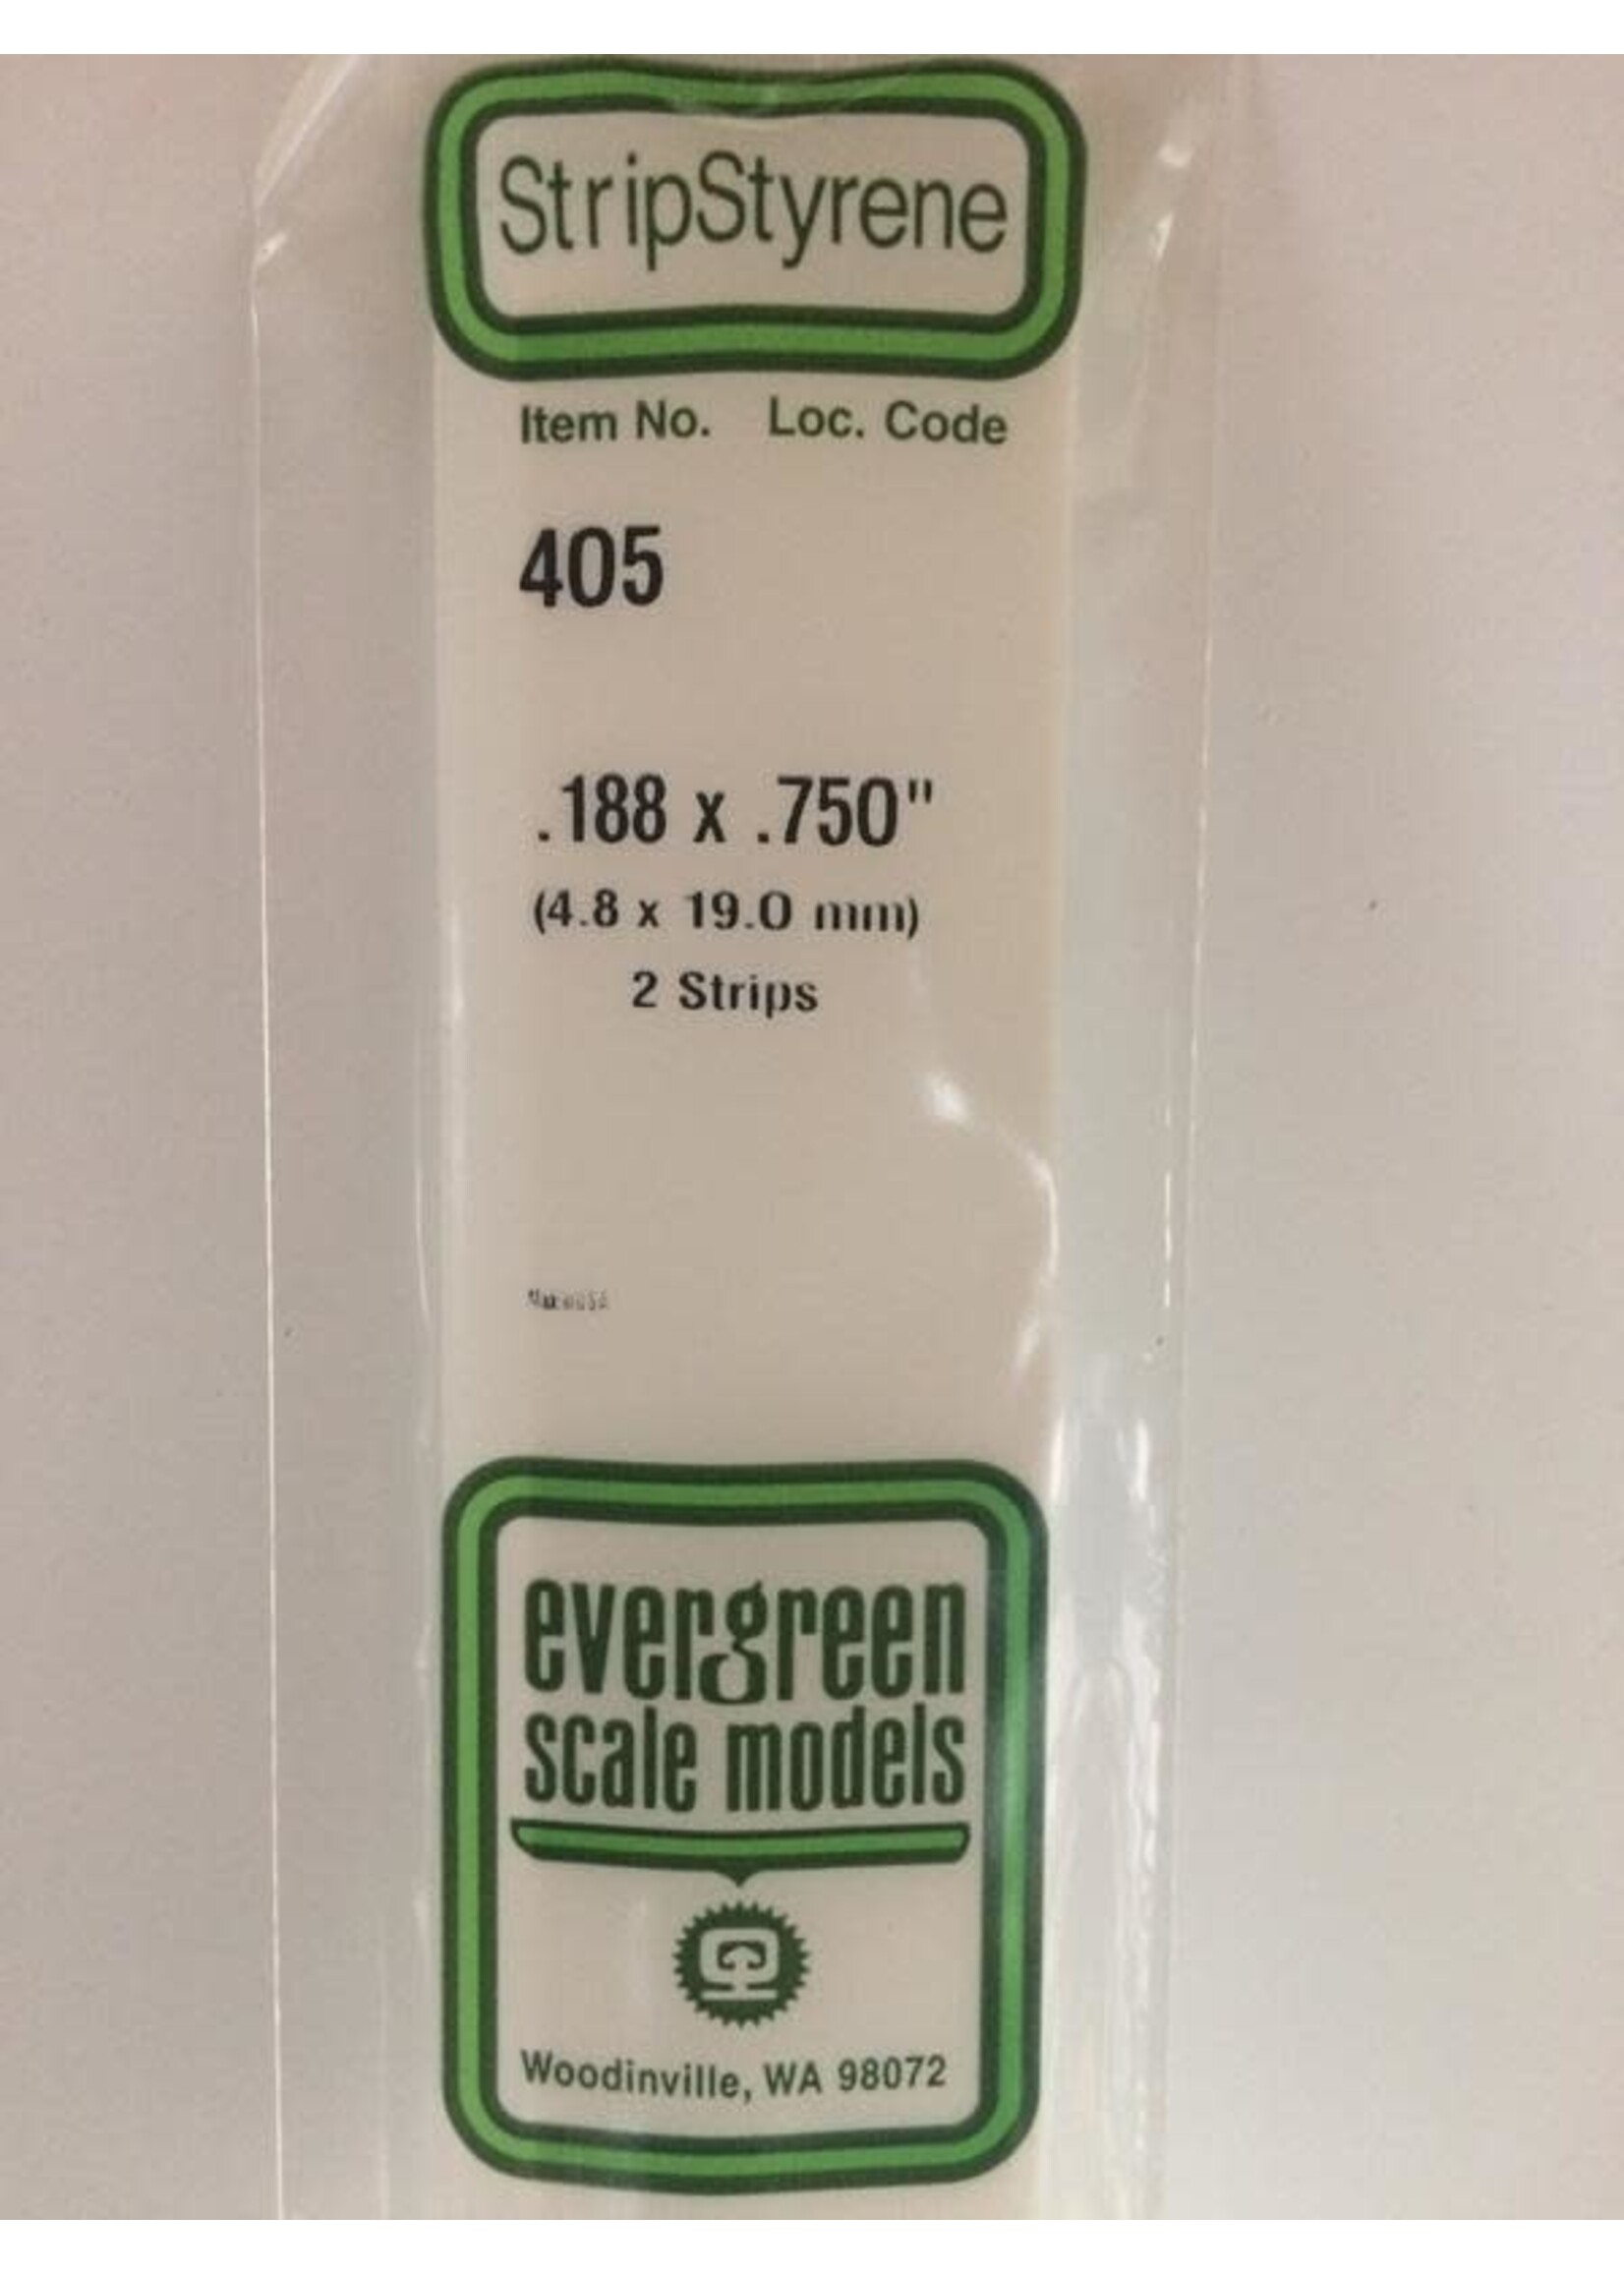 StripStyrene
Item No. Loc. Code
405
.188 x .750"
(4.8 x 19.0 mm)
2 Strips
evergreen
scale models
Woodinville, WA 98072